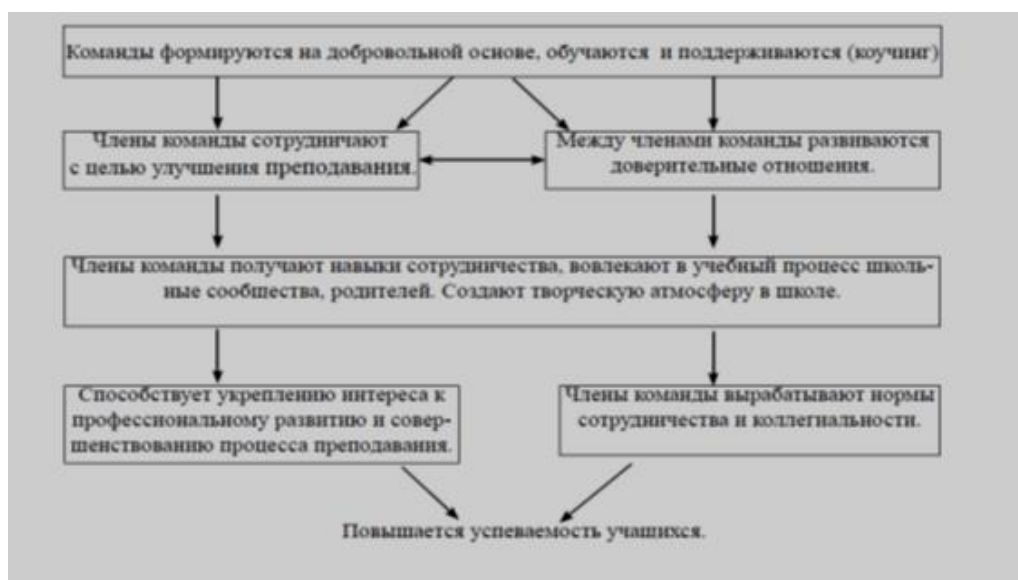 Команды формируются на добровольной основе, обучаются и поддерживаются (коучинг)
Члены команды сотрудничают
с целью улучшения преподавания.
Между членами команды развиваются
доверительные отношения.
Члены команды получают навыки сотрудничества, вовлекают в учебный процесс школь-
ные сообщества, родителей. Создают творческую атмосферу в школе.
Способствует укреплению интереса к
профессиональному развитию и совер-
шенствованию процесса преподавания.
Члены команды вырабатывают нормы
сотрудничества и коллегиальности.
Повышается успеваемость учащихся.